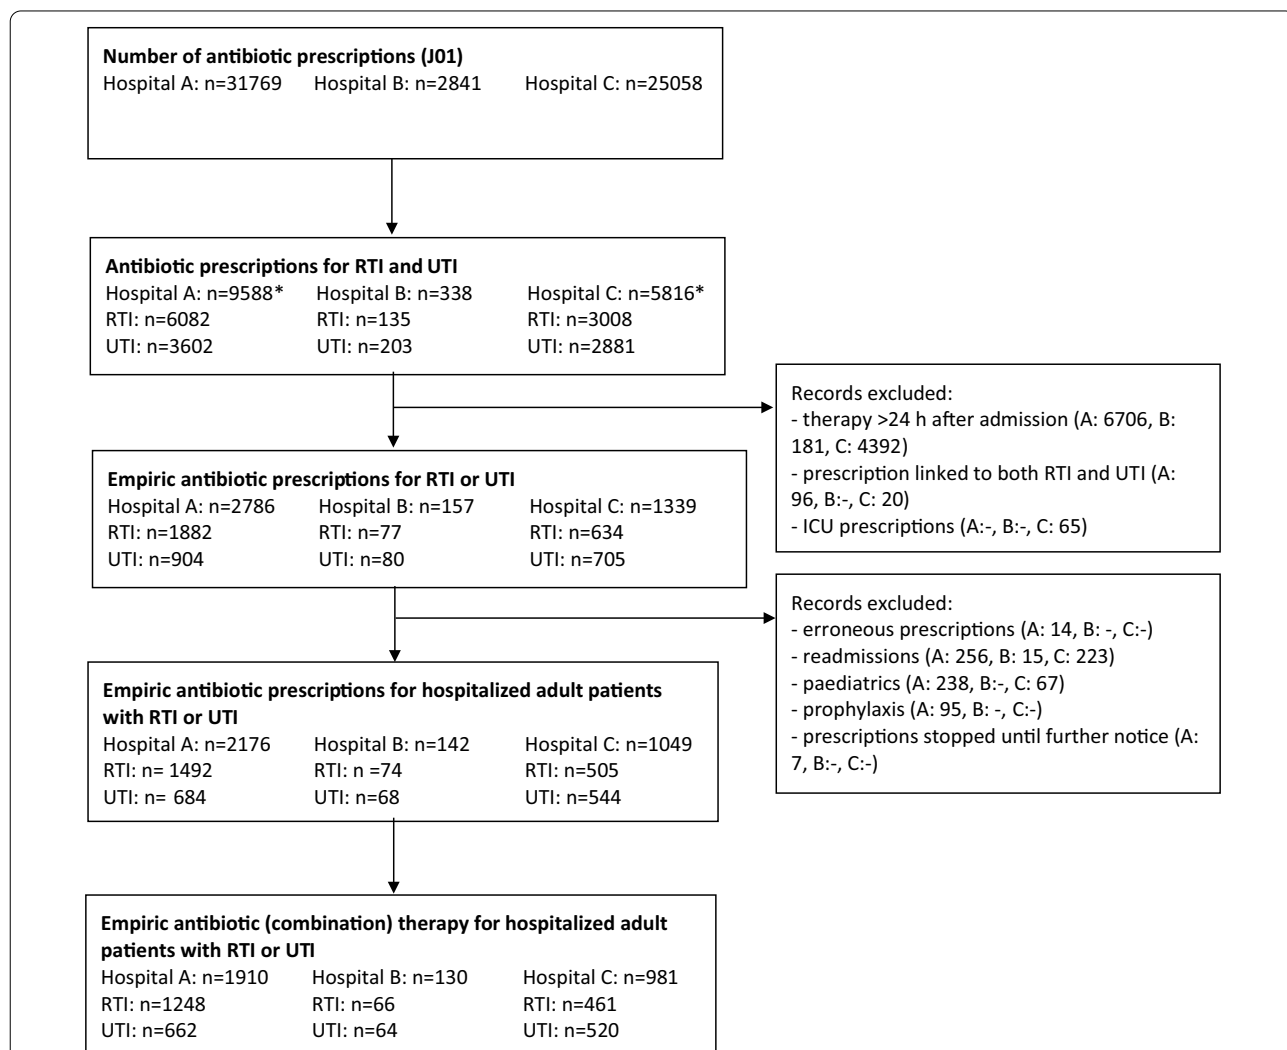 Number of antibiotic prescriptions (J01)
Hospital A: n=31769 Hospital B: n=2841 Hospital C: n=25058
Antibiotic prescriptions for RTI and UTI
Hospital A: n=9588* Hospital B: n=338 Hospital C: n=5816*
RTI: n=6082 RTI: n=135 RTI: n=3008
UTI: n=3602 UTI: n=203 UTI: n=2881
Records excluded:
- therapy >24 h after admission (A: 6706, B:
181, C: 4392)
- prescription linked to both RTI and UTI (A:
96, B:-, C: 20)
- ICU prescriptions (A:-, B:-, C: 65)
Empiric antibiotic prescriptions for RTI or UTI
Hospital A: n=2786 Hospital B: n=157 Hospital C: n=1339
RTI: n=1882 RTI: n=77 RTI: n=634
UTI: n=904 UTI: n=80 UTI: n=705
Records excluded:
- erroneous prescriptions (A: 14, B: -, C:-)
- readmissions (A: 256, B: 15, C: 223)
- paediatrics (A: 238, B:-, C: 67)
- prophylaxis (A: 95, B: -, C:-)
- prescriptions stopped until further notice (A:
7, B:-, C:-)
Empiric antibiotic prescriptions for hospitalized adult patients
with RTI or UTI
Hospital A: n=2176 Hospital B: n=142 Hospital C: n=1049
RTI: n= 1492 RTI: n =74 RTI: n=505
UTI: n= 684 UTI: n=68 UTI: n=544
Empiric antibiotic (combination) therapy for hospitalized adult
patients with RTI or UTI
Hospital A: n=1910 Hospital B: n=130 Hospital C: n=981
RTI: n=1248 RTI: n=66 RTI: n=461
UTI: n=662 UTI: n=64 UTI: n=520